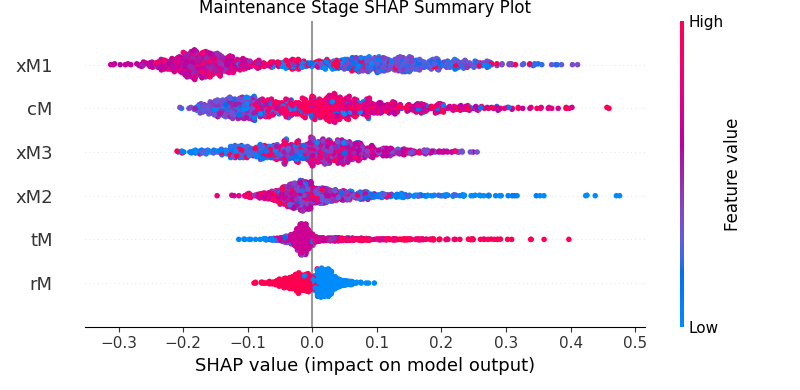 Maintenance Stage SHAP Summary Plot
High
xM1
cM
xM3
xM2
tM
rM
Feature value
Low
−0.3 −0.2 −0.1 0.0 0.1 0.2 0.3 0.4 0.5
SHAP value (impact on model output)